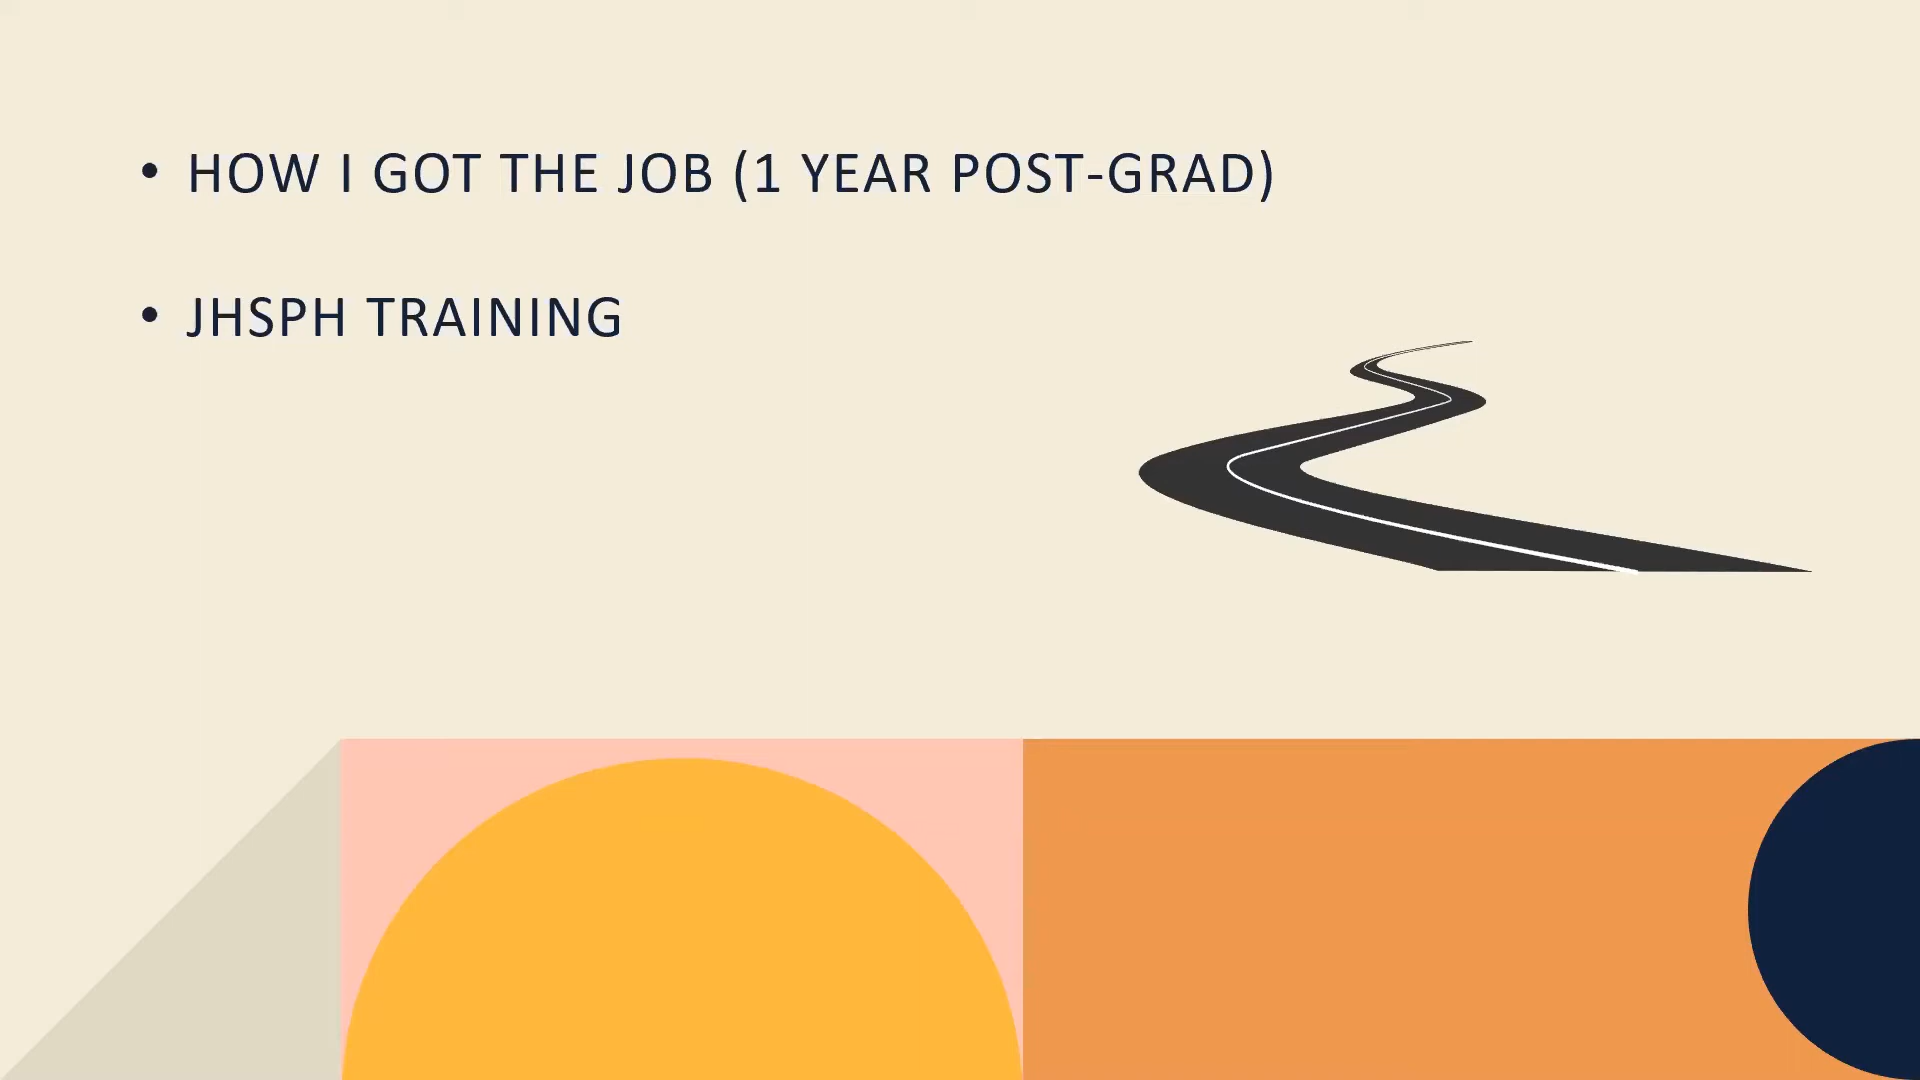 • HOW I GOT THE JOB (1 YEAR POST-GRAD)
• JHSPH TRAINING